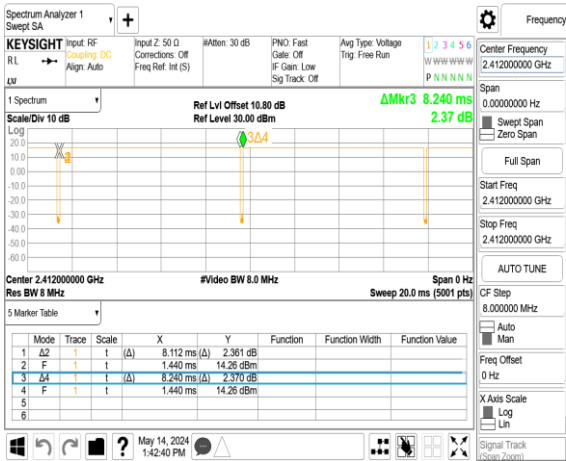 Spectrum Analyzer 1
Swept SA
Frequency
KEYSIGHT
RL
Input: RF
Coupling: DC
Align: Auto
Input Z: 50 Ω
Corrections: Off
Freq Ref: Int (S)
#Atten: 30 dB
PNO: Fast
Gate: Off
IF Gain: Low
Sig Track: Off
Avg Type: Voltage
Trig: Free Run
1 2 3 4 5 6
W W W W W W
P N N N N N
1 Spectrum
Scale/Div 10 dB
Ref Lvl Offset 10.80 dB
Ref Level 30.00 dBm
ΔMkr3 8.240 ms
2.37 dB
Log
20.0
10.0
0.00
-10.0
-20.0
-30.0
-40.0
-50.0
-60.0
3Δ4
Center 2.412000000 GHz
Res BW 8 MHz
#Video BW 8.0 MHz
Span 0 Hz
Sweep 20.0 ms (5001 pts)
5 Marker Table
Mode Trace Scale X Y Function Function Width Function Value
1 Δ2 1 t (Δ) 8.112 ms (Δ) 2.361 dB
2 F 1 t 1.440 ms 14.26 dBm
3 Δ4 1 t (Δ) 8.240 ms (Δ) 2.370 dB
4 F 1 t 1.440 ms 14.26 dBm
5
6
May 14, 2024
1:42:40 PM
Center Frequency
2.412000000 GHz
Span
0.00000000 Hz
Swept Span
Zero Span
Full Span
Start Freq
2.412000000 GHz
Stop Freq
2.412000000 GHz
AUTO TUNE
CF Step
8.000000 MHz
Auto
Man
Freq Offset
0 Hz
X Axis Scale
Log
Lin
Signal Track
(Span Zoom)